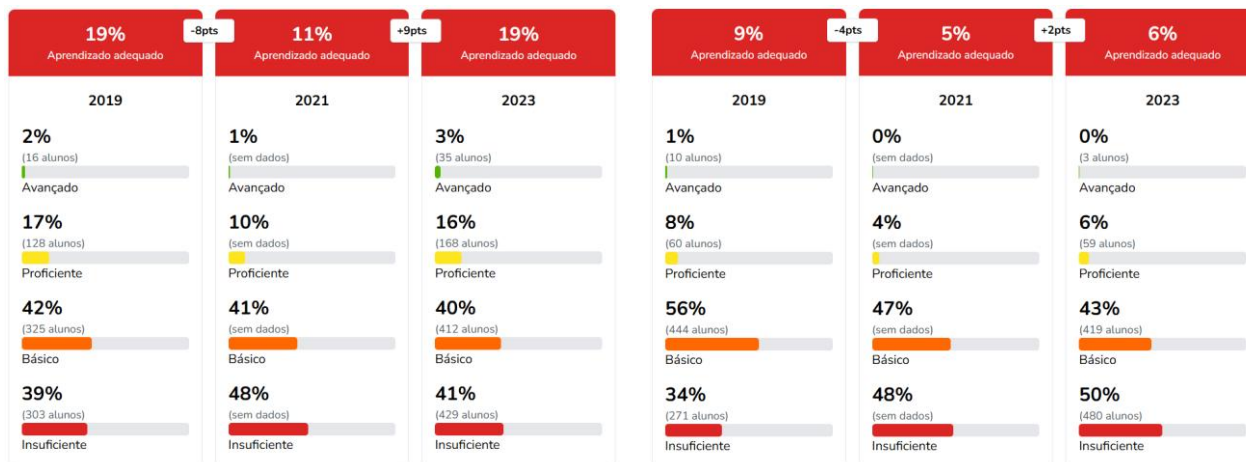 19%
Aprendizado adequado
-8pts
11%
Aprendizado adequado
+9pts
19%
Aprendizado adequado
2019
2%
(16 alunos)
Avançado
17%
(128 alunos)
Proficiente
42%
(325 alunos)
Básico
39%
(303 alunos)
Insuficiente
2021
1%
(sem dados)
Avançado
10%
(sem dados)
Proficiente
41%
(sem dados)
Básico
48%
(sem dados)
Insuficiente
2023
3%
(35 alunos)
Avançado
16%
(168 alunos)
Proficiente
40%
(412 alunos)
Básico
41%
(429 alunos)
Insuficiente
9%
Aprendizado adequado
-4pts
5%
Aprendizado adequado
+2pts
6%
Aprendizado adequado
2019
1%
(10 alunos)
Avançado
8%
(60 alunos)
Proficiente
56%
(444 alunos)
Básico
34%
(271 alunos)
Insuficiente
2021
0%
(sem dados)
Avançado
4%
(sem dados)
Proficiente
47%
(sem dados)
Básico
48%
(sem dados)
Insuficiente
2023
0%
(3 alunos)
Avançado
6%
(59 alunos)
Proficiente
43%
(419 alunos)
Básico
50%
(480 alunos)
Insuficiente